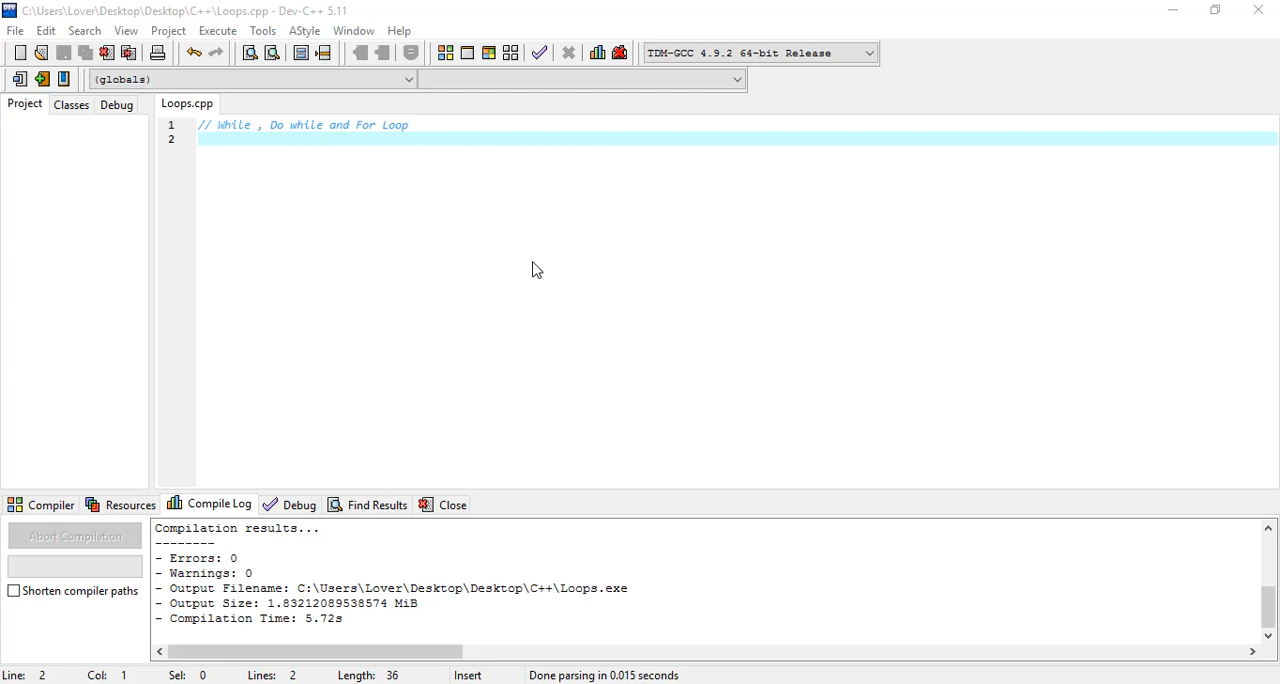 C:\Users\Lover\Desktop\Desktop\C++\Loops.cpp - Dev-C++ 5.11
File Edit Search View Project Execute Tools AStyle Window Help
TDM-GCC 4.9.2 64-bit Release
(globals)
Project Classes Debug Loops.cpp
1 // While , Do while and For Loop
2
Compiler Resources Compile Log Debug Find Results Close
Abort Compilation
Shorten compiler paths
Compilation results...
--------
- Errors: 0
- Warnings: 0
- Output Filename: C:\Users\Lover\Desktop\Desktop\C++\Loops.exe
- Output Size: 1.83212089538574 MiB
- Compilation Time: 5.72s
Line: 2 Col: 1 Sel: 0 Lines: 2 Length: 36 Insert Done parsing in 0.015 seconds